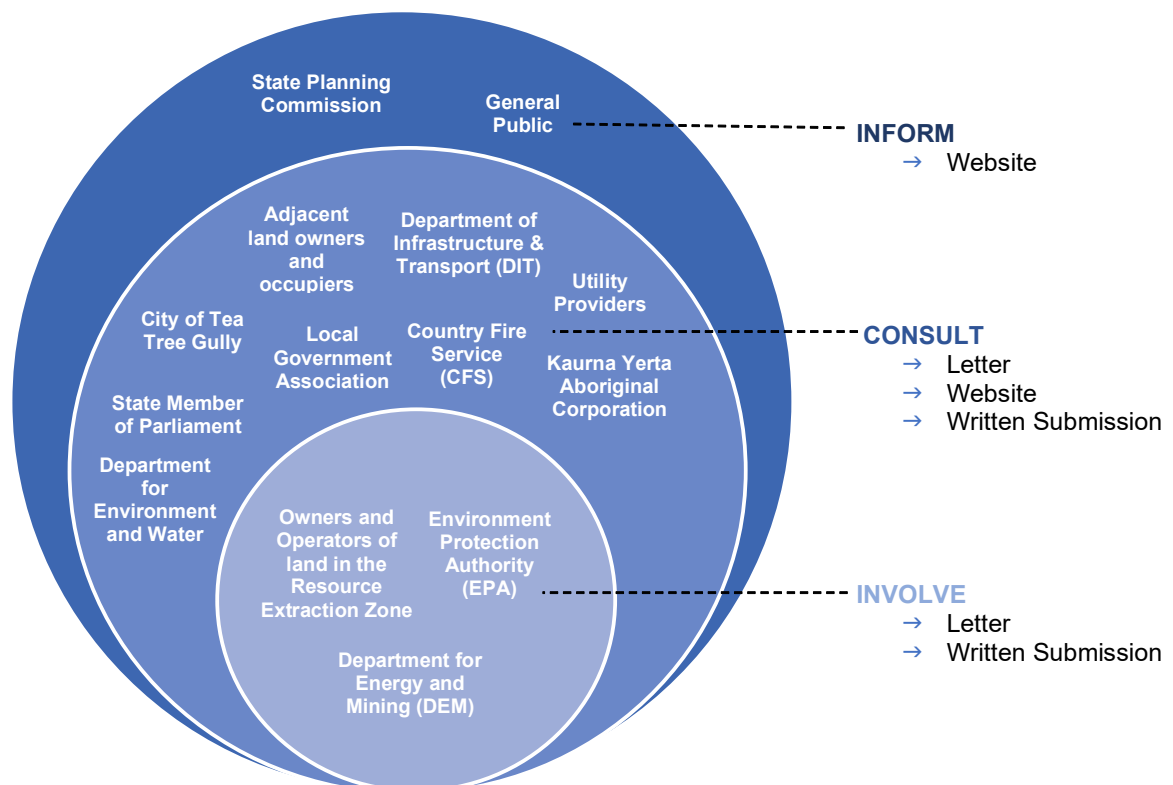 State Planning
Commission
General
Public
INFORM
→ Website
Adjacent
land owners
and
occupiers
Department of
Infrastructure &
Transport (DIT)
Utility
Providers
City of Tea
Tree Gully
Local
Government
Association
Country Fire
Service
(CFS)
Kaurna Yerta
Aboriginal
Corporation
CONSULT
→ Letter
→ Website
→ Written Submission
State Member
of Parliament
Department
for
Environment
and Water
Owners and
Operators of
land in the
Resource
Extraction Zone
Environment
Protection
Authority
(EPA)
INVOLVE
→ Letter
→ Written Submission
Department for
Energy and
Mining (DEM)